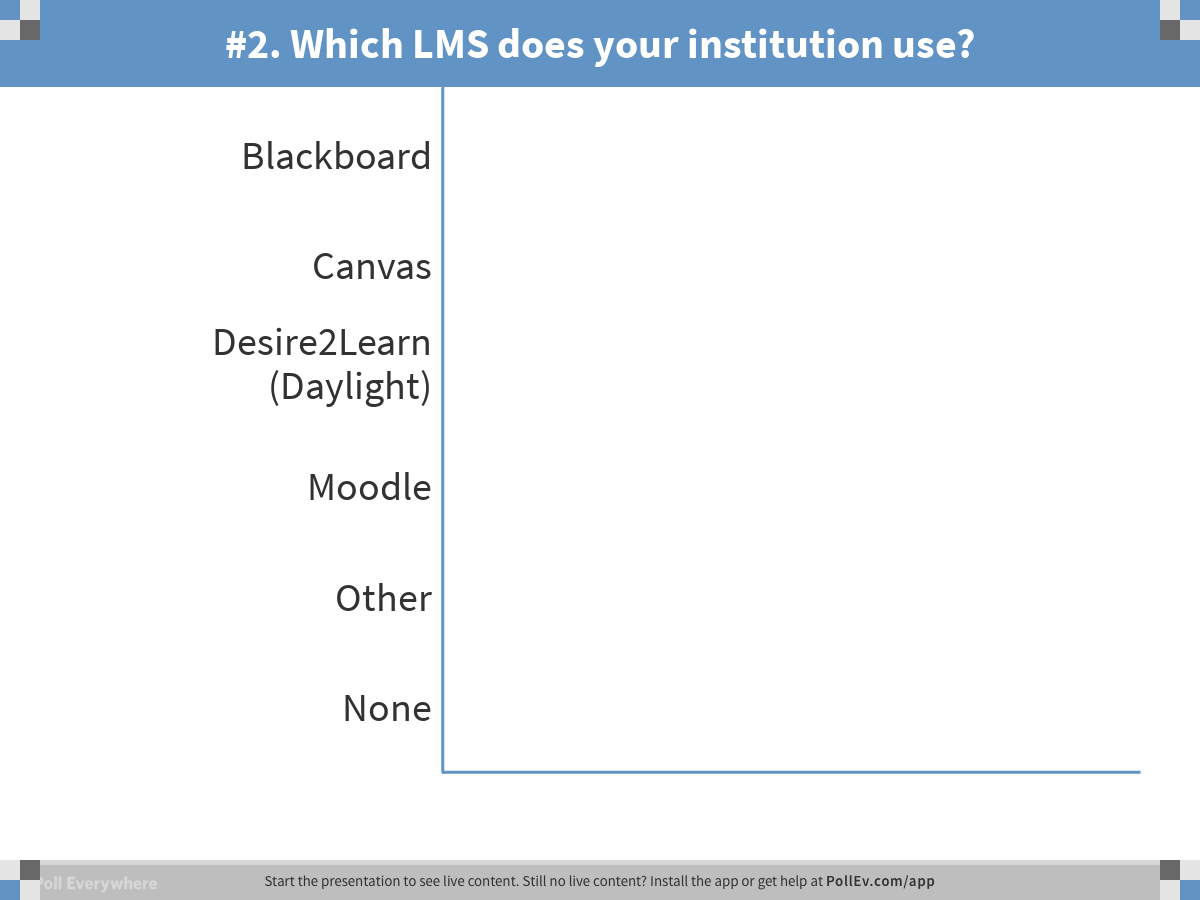 #2. Which LMS does your institution use?
Blackboard
Canvas
Desire2Learn
(Daylight)
Moodle
Other
None
Poll Everywhere
Start the presentation to see live content. Still no live content? Install the app or get help at PollEv.com/app